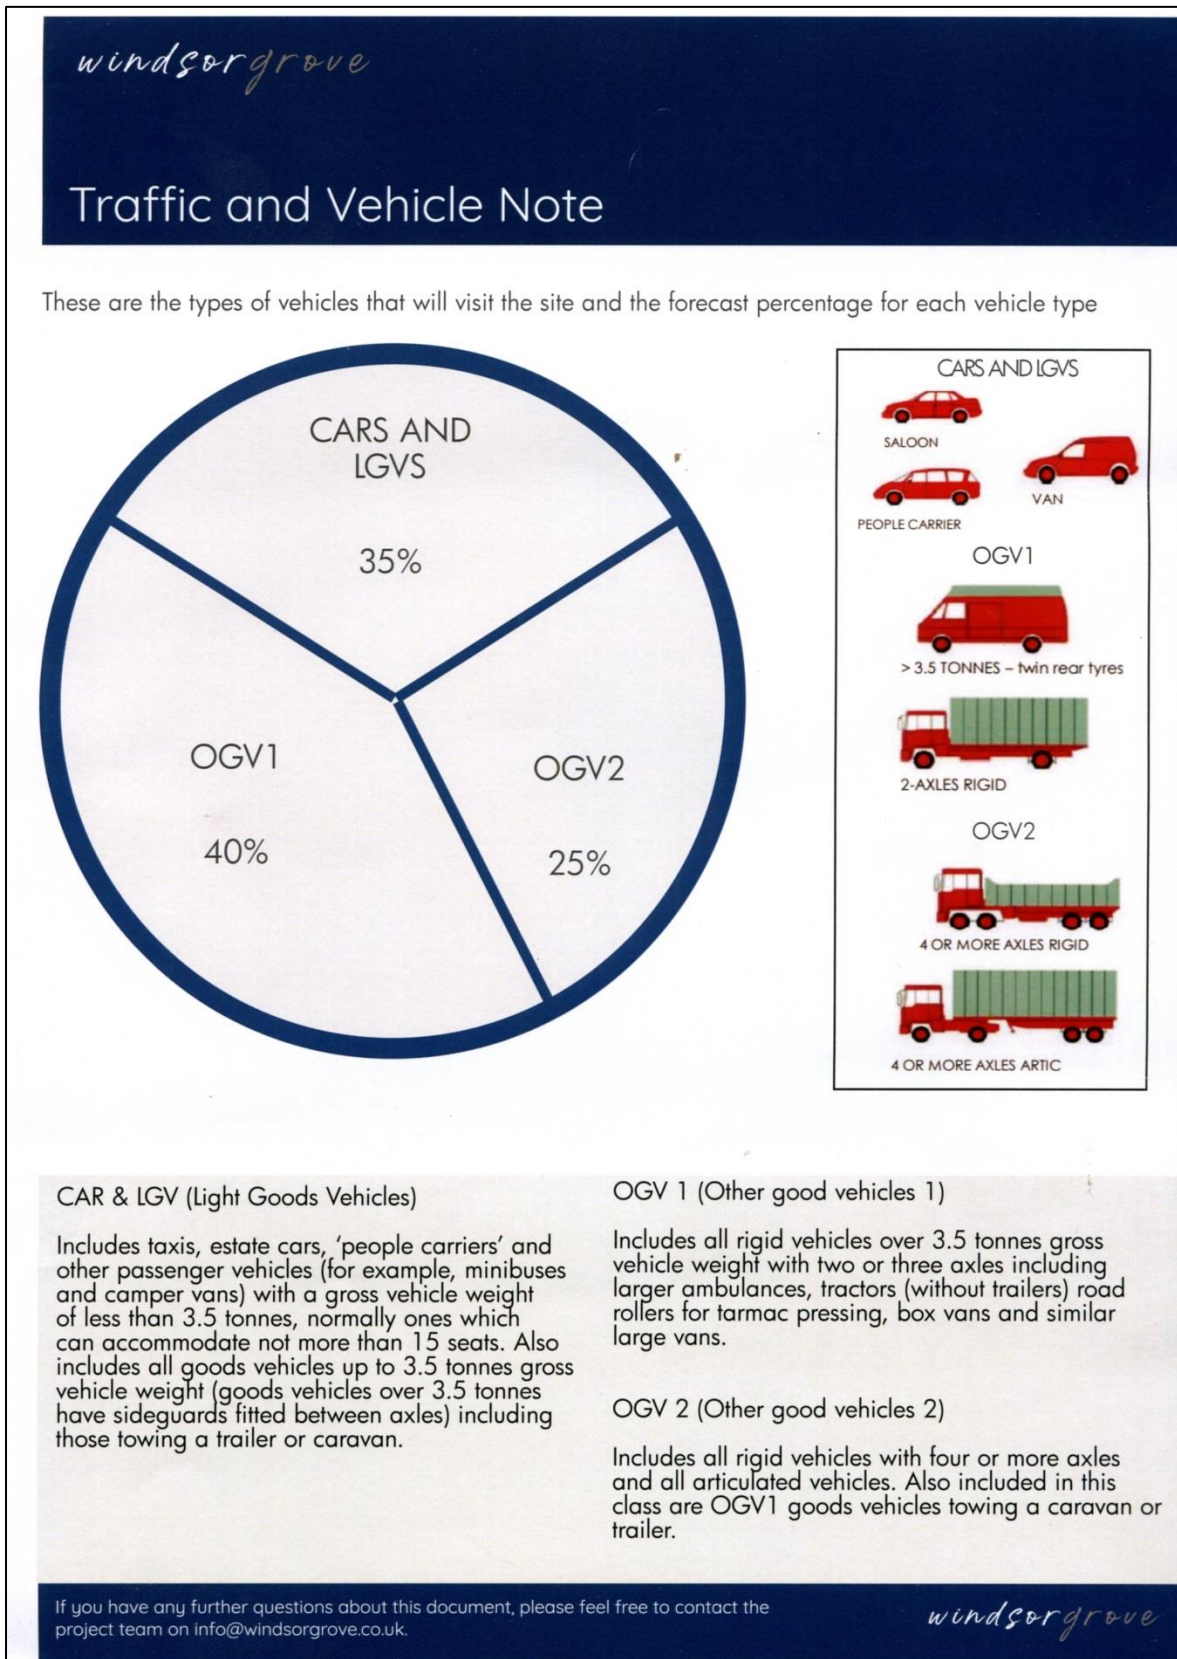 windsorgrove
Traffic and Vehicle Note
These are the types of vehicles that will visit the site and the forecast percentage for each vehicle type
CARS AND
LGVS
35%
OGV1
40%
OGV2
25%
CARS AND LGVS
SALOON
VAN
PEOPLE CARRIER
OGV1
> 3.5 TONNES – twin rear tyres
2-AXLES RIGID
OGV2
4 OR MORE AXLES RIGID
4 OR MORE AXLES ARTIC
CAR & LGV (Light Goods Vehicles)
Includes taxis, estate cars, ‘people carriers’ and
other passenger vehicles (for example, minibuses
and camper vans) with a gross vehicle weight
of less than 3.5 tonnes, normally ones which
can accommodate not more than 15 seats. Also
includes all goods vehicles up to 3.5 tonnes gross
vehicle weight (goods vehicles over 3.5 tonnes
have sideguards fitted between axles) including
those towing a trailer or caravan.
OGV 1 (Other good vehicles 1)
Includes all rigid vehicles over 3.5 tonnes gross
vehicle weight with two or three axles including
larger ambulances, tractors (without trailers) road
rollers for tarmac pressing, box vans and similar
large vans.
OGV 2 (Other good vehicles 2)
Includes all rigid vehicles with four or more axles
and all articulated vehicles. Also included in this
class are OGV1 goods vehicles towing a caravan or
trailer.
If you have any further questions about this document, please feel free to contact the
project team on info@windsorgrove.co.uk.
windsorgrove